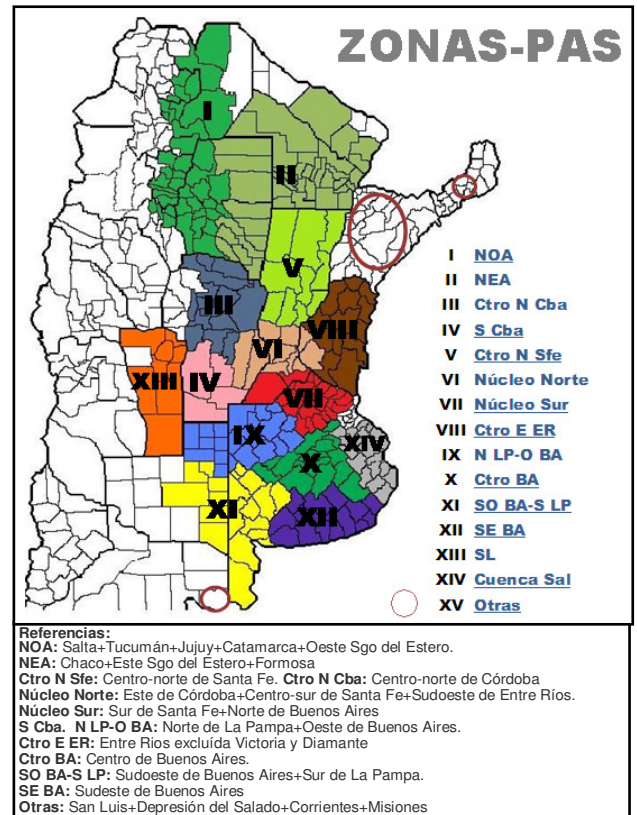 ZONAS-PAS
I
II
III
IV
V
VI
VII
VIII
IX
X
XI
XII
XIII
XIV
I NOA
II NEA
III Ctro N Cba
IV S Cba
V Ctro N Sfe
VI Núcleo Norte
VII Núcleo Sur
VIII Ctro E ER
IX N LP-O BA
X Ctro BA
XI SO BA-S LP
XII SE BA
XIII SL
XIV Cuenca Sal
XV Otras
Referencias:
NOA: Salta+Tucumán+Jujuy+Catamarca+Oeste Sgo del Estero.
NEA: Chaco+Este Sgo del Estero+Formosa
Ctro N Sfe: Centro-norte de Santa Fe. Ctro N Cba: Centro-norte de Córdoba
Núcleo Norte: Este de Córdoba+Centro-sur de Santa Fe+Sudoeste de Entre Ríos.
Núcleo Sur: Sur de Santa Fe+Norte de Buenos Aires
S Cba. N LP-O BA: Norte de La Pampa+Oeste de Buenos Aires.
Ctro E ER: Entre Rios excluída Victoria y Diamante
Ctro BA: Centro de Buenos Aires.
SO BA-S LP: Sudoeste de Buenos Aires+Sur de La Pampa.
SE BA: Sudeste de Buenos Aires
Otras: San Luis+Depresión del Salado+Corrientes+Misiones